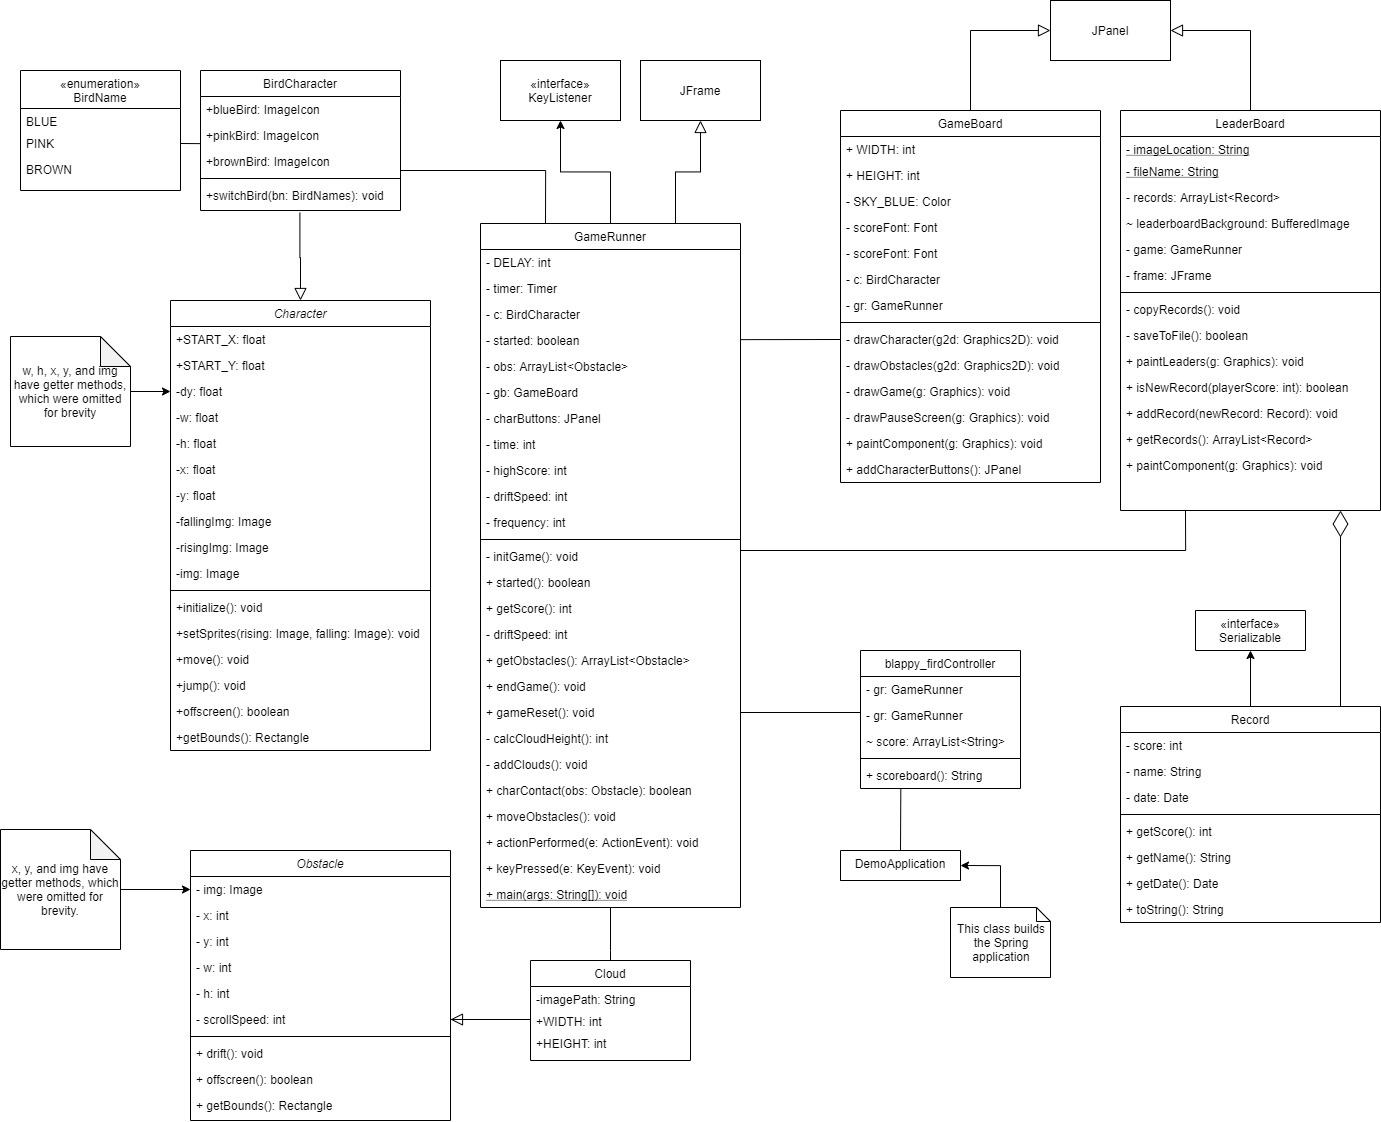 «enumeration»
BirdName
BLUE
PINK
BROWN
BirdCharacter
+blueBird: ImageIcon
+pinkBird: ImageIcon
+brownBird: ImageIcon
+switchBird(bn: BirdNames): void
«interface»
KeyListener
JFrame
JPanel
Character
+START_X: float
+START_Y: float
-dy: float
-w: float
-h: float
-x: float
-y: float
-fallingImg: Image
-risingImg: Image
-img: Image
+initialize(): void
+setSprites(rising: Image, falling: Image): void
+move(): void
+jump(): void
+offscreen(): boolean
+getBounds(): Rectangle
w, h, x, y, and img
have getter methods,
which were omitted
for brevity
GameRunner
- DELAY: int
- timer: Timer
- c: BirdCharacter
- started: boolean
- obs: ArrayList<Obstacle>
- gb: GameBoard
- charButtons: JPanel
- time: int
- highScore: int
- driftSpeed: int
- frequency: int
- initGame(): void
+ started(): boolean
+ getScore(): int
- driftSpeed: int
+ getObstacles(): ArrayList<Obstacle>
+ endGame(): void
+ gameReset(): void
- calcCloudHeight(): int
- addClouds(): void
+ charContact(obs: Obstacle): boolean
+ moveObstacles(): void
+ actionPerformed(e: ActionEvent): void
+ keyPressed(e: KeyEvent): void
+ main(args: String[]): void
GameBoard
+ WIDTH: int
+ HEIGHT: int
- SKY_BLUE: Color
- scoreFont: Font
- scoreFont: Font
- c: BirdCharacter
- gr: GameRunner
- drawCharacter(g2d: Graphics2D): void
- drawObstacles(g2d: Graphics2D): void
- drawGame(g: Graphics): void
- drawPauseScreen(g: Graphics): void
+ paintComponent(g: Graphics): void
+ addCharacterButtons(): JPanel
LeaderBoard
- imageLocation: String
- fileName: String
- records: ArrayList<Record>
~ leaderboardBackground: BufferedImage
- game: GameRunner
- frame: JFrame
- copyRecords(): void
- saveToFile(): boolean
+ paintLeaders(g: Graphics): void
+ isNewRecord(playerScore: int): boolean
+ addRecord(newRecord: Record): void
+ getRecords(): ArrayList<Record>
+ paintComponent(g: Graphics): void
«interface»
Serializable
blappy_firdController
- gr: GameRunner
- gr: GameRunner
~ score: ArrayList<String>
+ scoreboard(): String
Record
- score: int
- name: String
- date: Date
+ getScore(): int
+ getName(): String
+ getDate(): Date
+ toString(): String
DemoApplication
This class builds
the Spring
application
x, y, and img have
getter methods, which
were omitted for
brevity.
Obstacle
- img: Image
- x: int
- y: int
- w: int
- h: int
- scrollSpeed: int
+ drift(): void
+ offscreen(): boolean
+ getBounds(): Rectangle
Cloud
-imagePath: String
+WIDTH: int
+HEIGHT: int